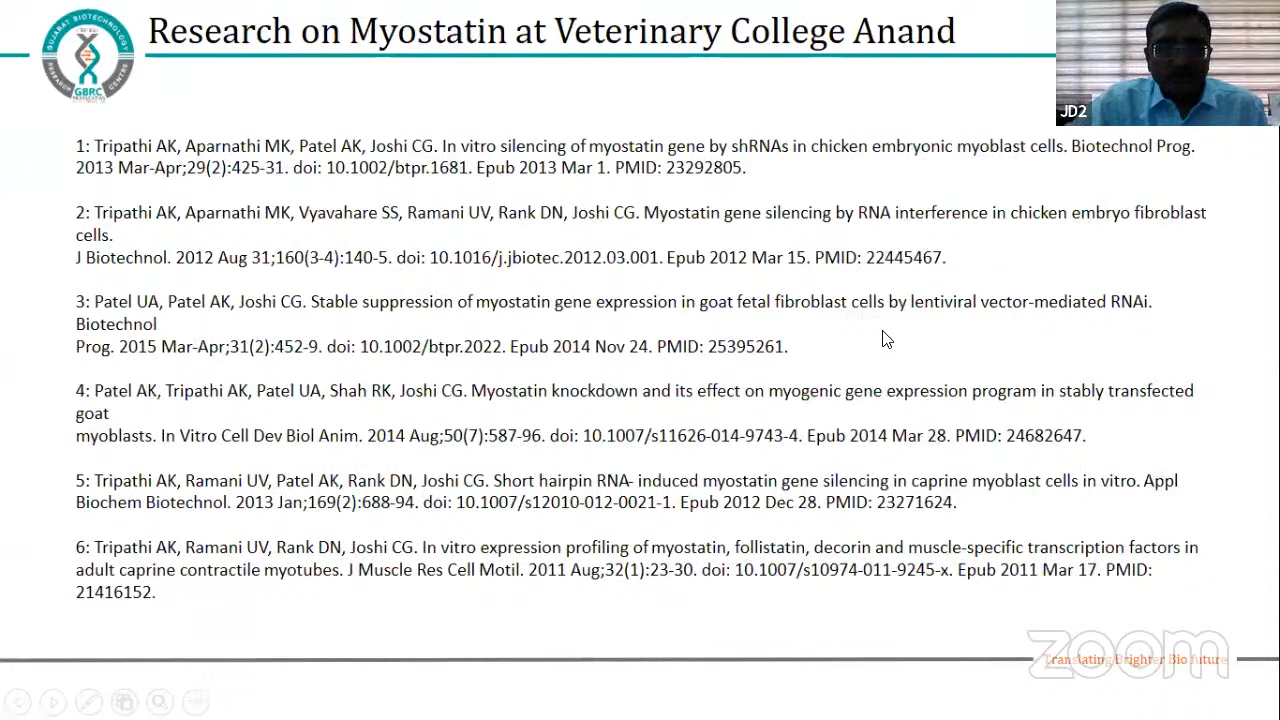 Research on Myostatin at Veterinary College Anand
GUJARAT BIOTECHNOLOGY
RESEARCH CENTRE
GBRC
JD2
1: Tripathi AK, Aparnathi MK, Patel AK, Joshi CG. In vitro silencing of myostatin gene by shRNAs in chicken embryonic myoblast cells. Biotechnol Prog.
2013 Mar-Apr;29(2):425-31. doi: 10.1002/btpr.1681. Epub 2013 Mar 1. PMID: 23292805.
2: Tripathi AK, Aparnathi MK, Vyavahare SS, Ramani UV, Rank DN, Joshi CG. Myostatin gene silencing by RNA interference in chicken embryo fibroblast
cells.
J Biotechnol. 2012 Aug 31;160(3-4):140-5. doi: 10.1016/j.jbiotec.2012.03.001. Epub 2012 Mar 15. PMID: 22445467.
3: Patel UA, Patel AK, Joshi CG. Stable suppression of myostatin gene expression in goat fetal fibroblast cells by lentiviral vector-mediated RNAi.
Biotechnol
Prog. 2015 Mar-Apr;31(2):452-9. doi: 10.1002/btpr.2022. Epub 2014 Nov 24. PMID: 25395261.
4: Patel AK, Tripathi AK, Patel UA, Shah RK, Joshi CG. Myostatin knockdown and its effect on myogenic gene expression program in stably transfected
goat
myoblasts. In Vitro Cell Dev Biol Anim. 2014 Aug;50(7):587-96. doi: 10.1007/s11626-014-9743-4. Epub 2014 Mar 28. PMID: 24682647.
5: Tripathi AK, Ramani UV, Patel AK, Rank DN, Joshi CG. Short hairpin RNA- induced myostatin gene silencing in caprine myoblast cells in vitro. Appl
Biochem Biotechnol. 2013 Jan;169(2):688-94. doi: 10.1007/s12010-012-0021-1. Epub 2012 Dec 28. PMID: 23271624.
6: Tripathi AK, Ramani UV, Rank DN, Joshi CG. In vitro expression profiling of myostatin, follistatin, decorin and muscle-specific transcription factors in
adult caprine contractile myotubes. J Muscle Res Cell Motil. 2011 Aug;32(1):23-30. doi: 10.1007/s10974-011-9245-x. Epub 2011 Mar 17. PMID:
21416152.
zoom
Translating Brighter Bio future